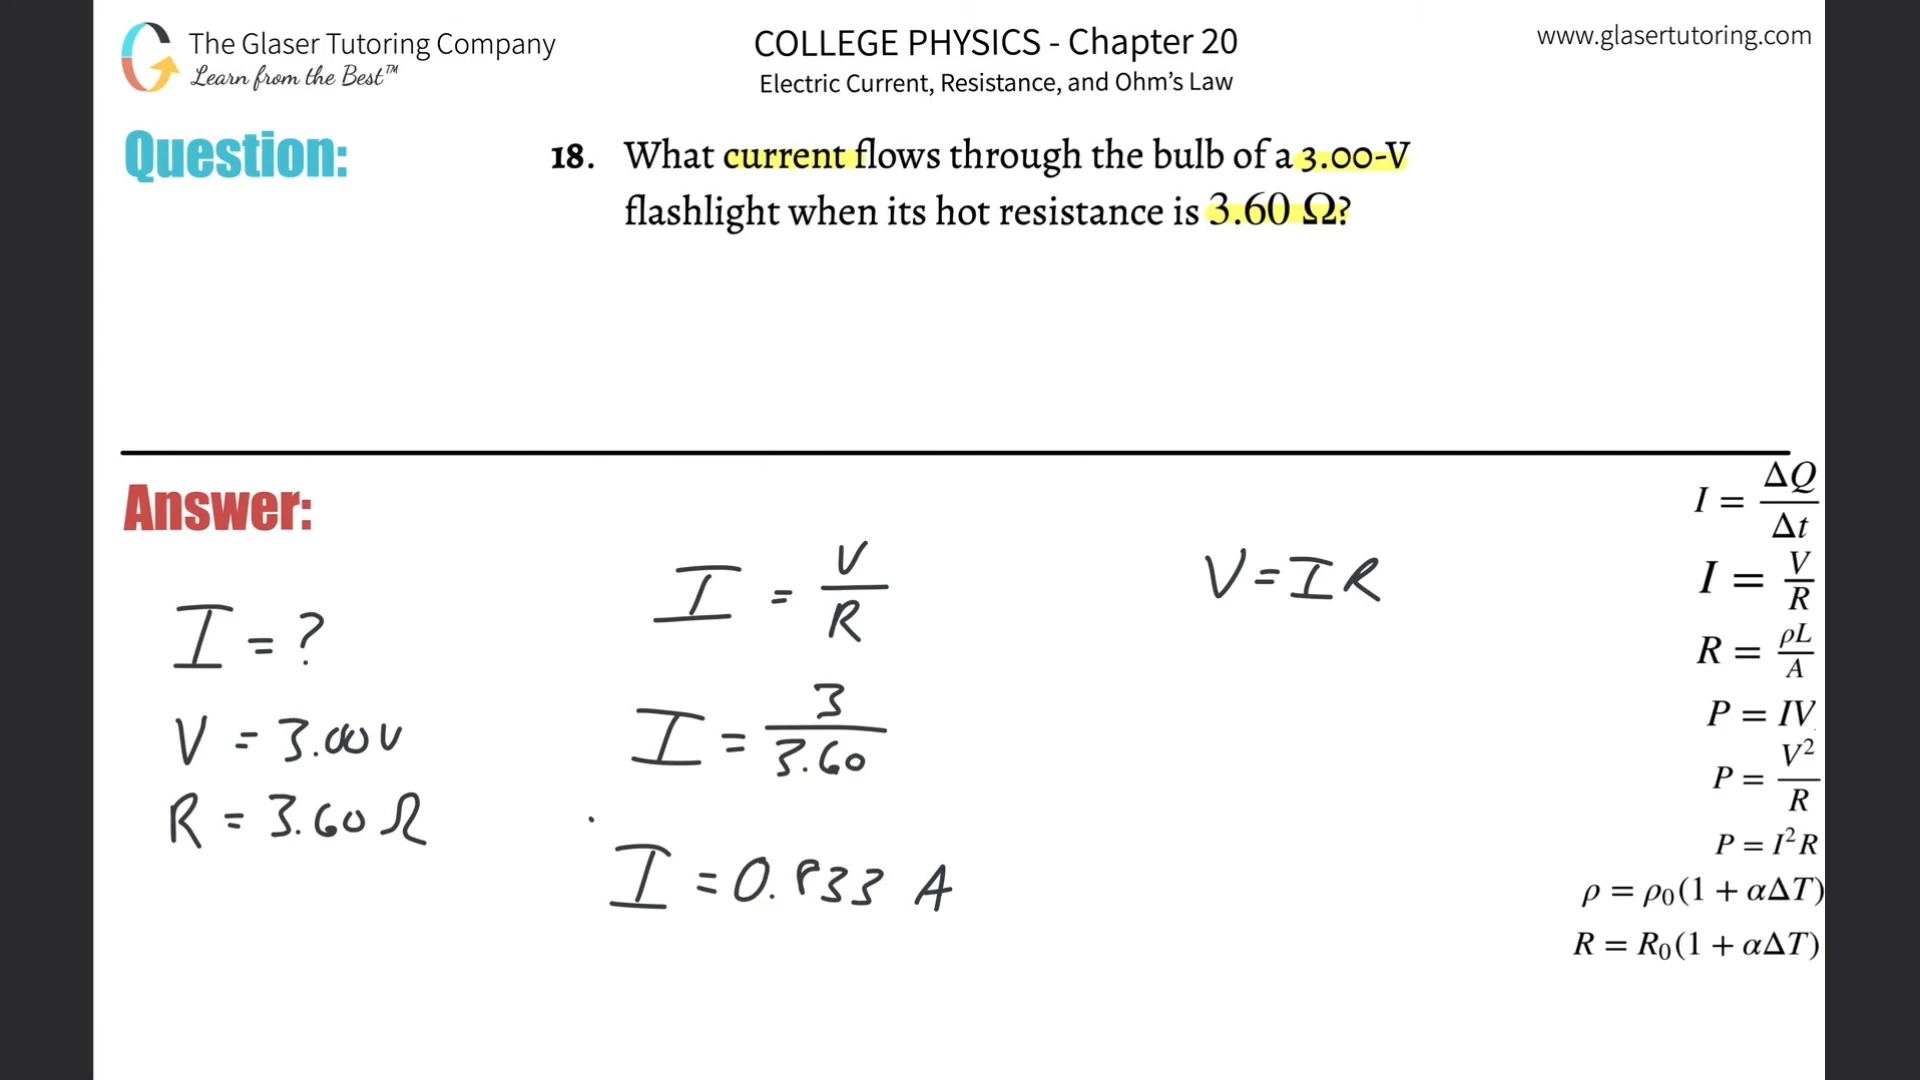 The Glaser Tutoring Company
Learn from the Best™
COLLEGE PHYSICS - Chapter 20
Electric Current, Resistance, and Ohm's Law
www.glasertutoring.com
Question:
18. What current flows through the bulb of a 3.00-V
flashlight when its hot resistance is 3.60 Ω?
Answer:
I = ?
V = 3.00 V
R = 3.60 Ω
I = V/R
I = 3/3.60
I = 0.833 A
V = IR
I = ΔQ/Δt
I = V/R
R = ρL/A
P = IV
P = V²/R
P = I²R
ρ = ρ₀(1 + αΔT)
R = R₀(1 + αΔT)